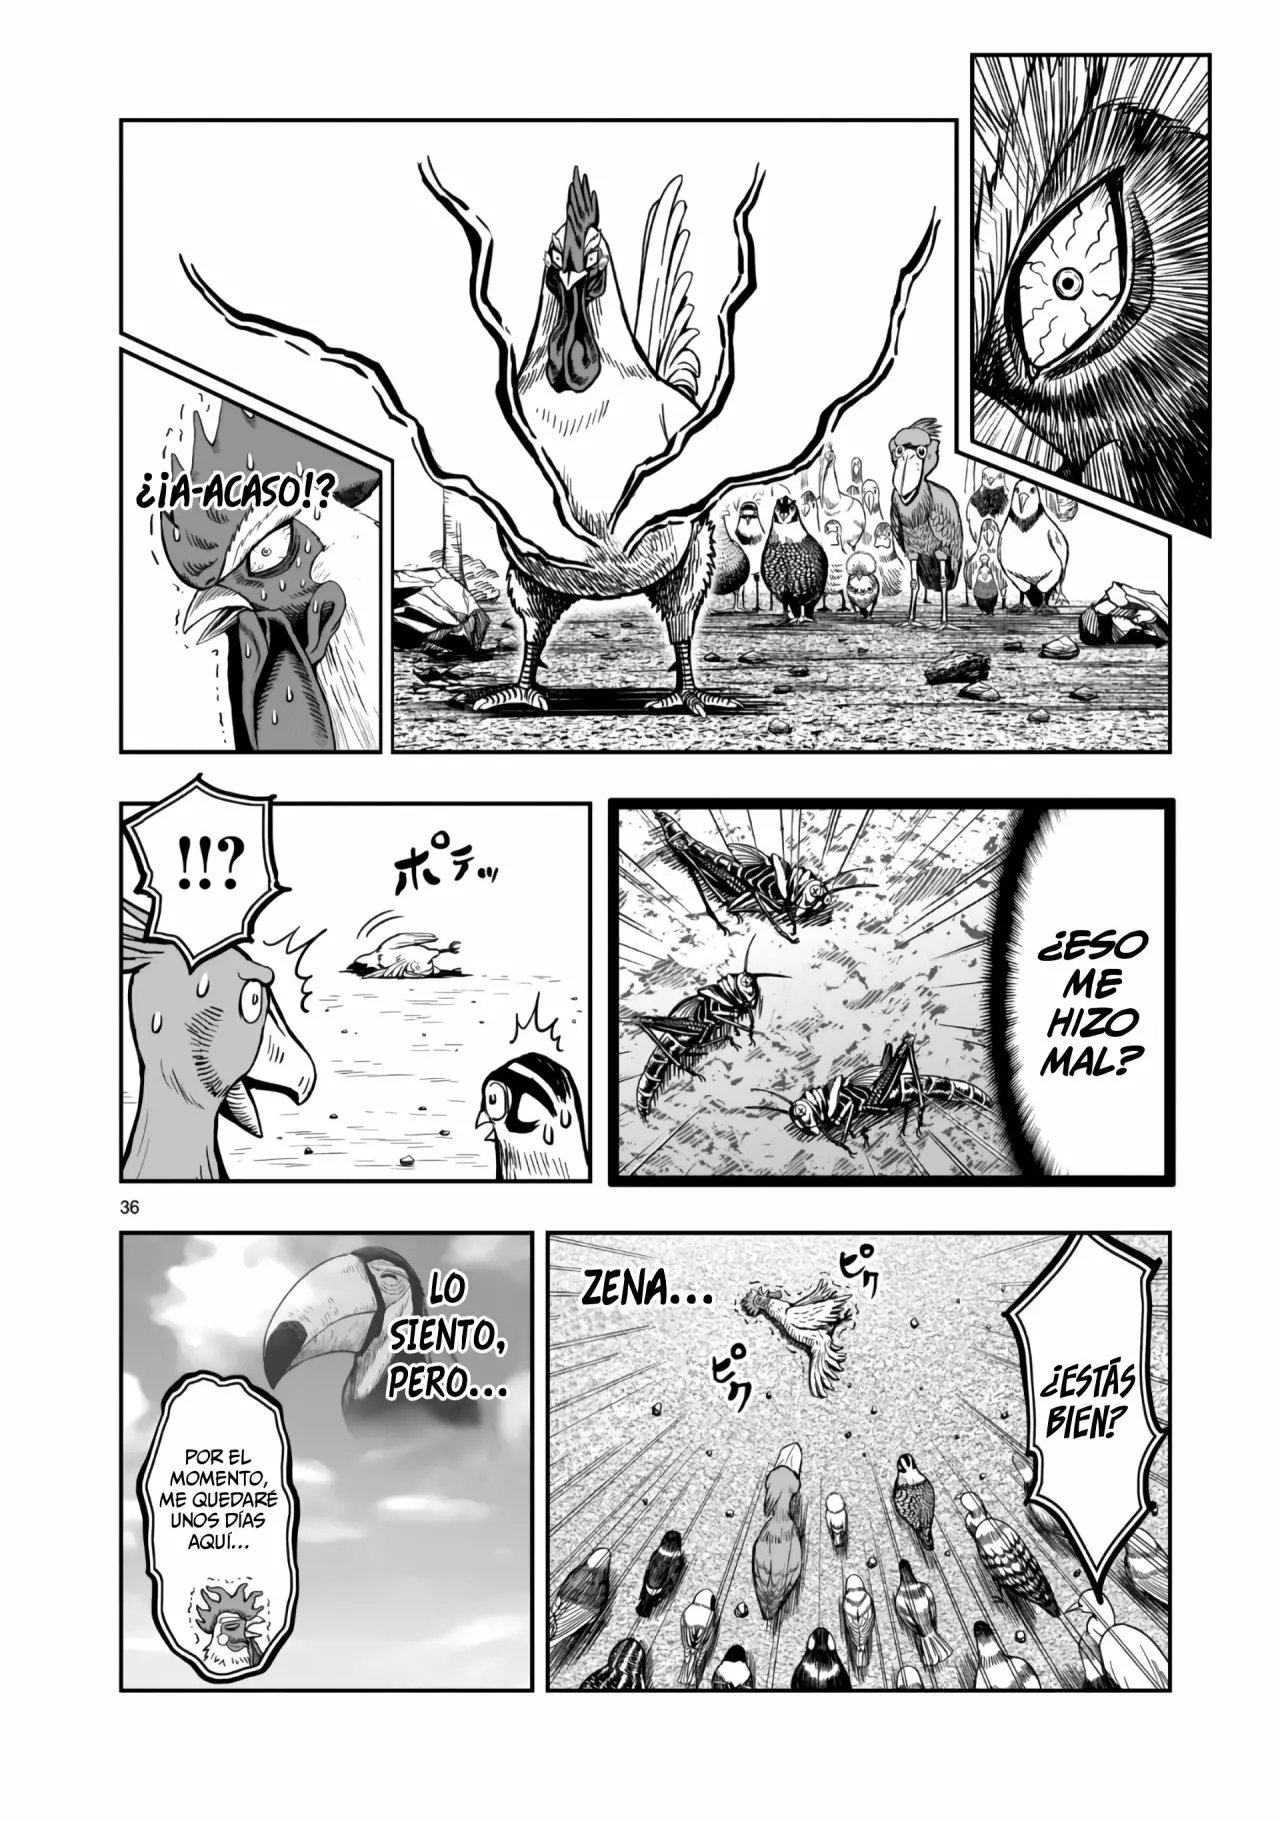 ¿¡A-ACASO!?
¿ESO
ME
HIZO
MAL?
ポテッ
!!?
¿ESTÁS
BIEN?
ピク
ZENA...
ピク
LO
SIENTO,
PERO...
POR EL
MOMENTO,
ME QUEDARÉ
UNOS DÍAS
AQUÍ...
36